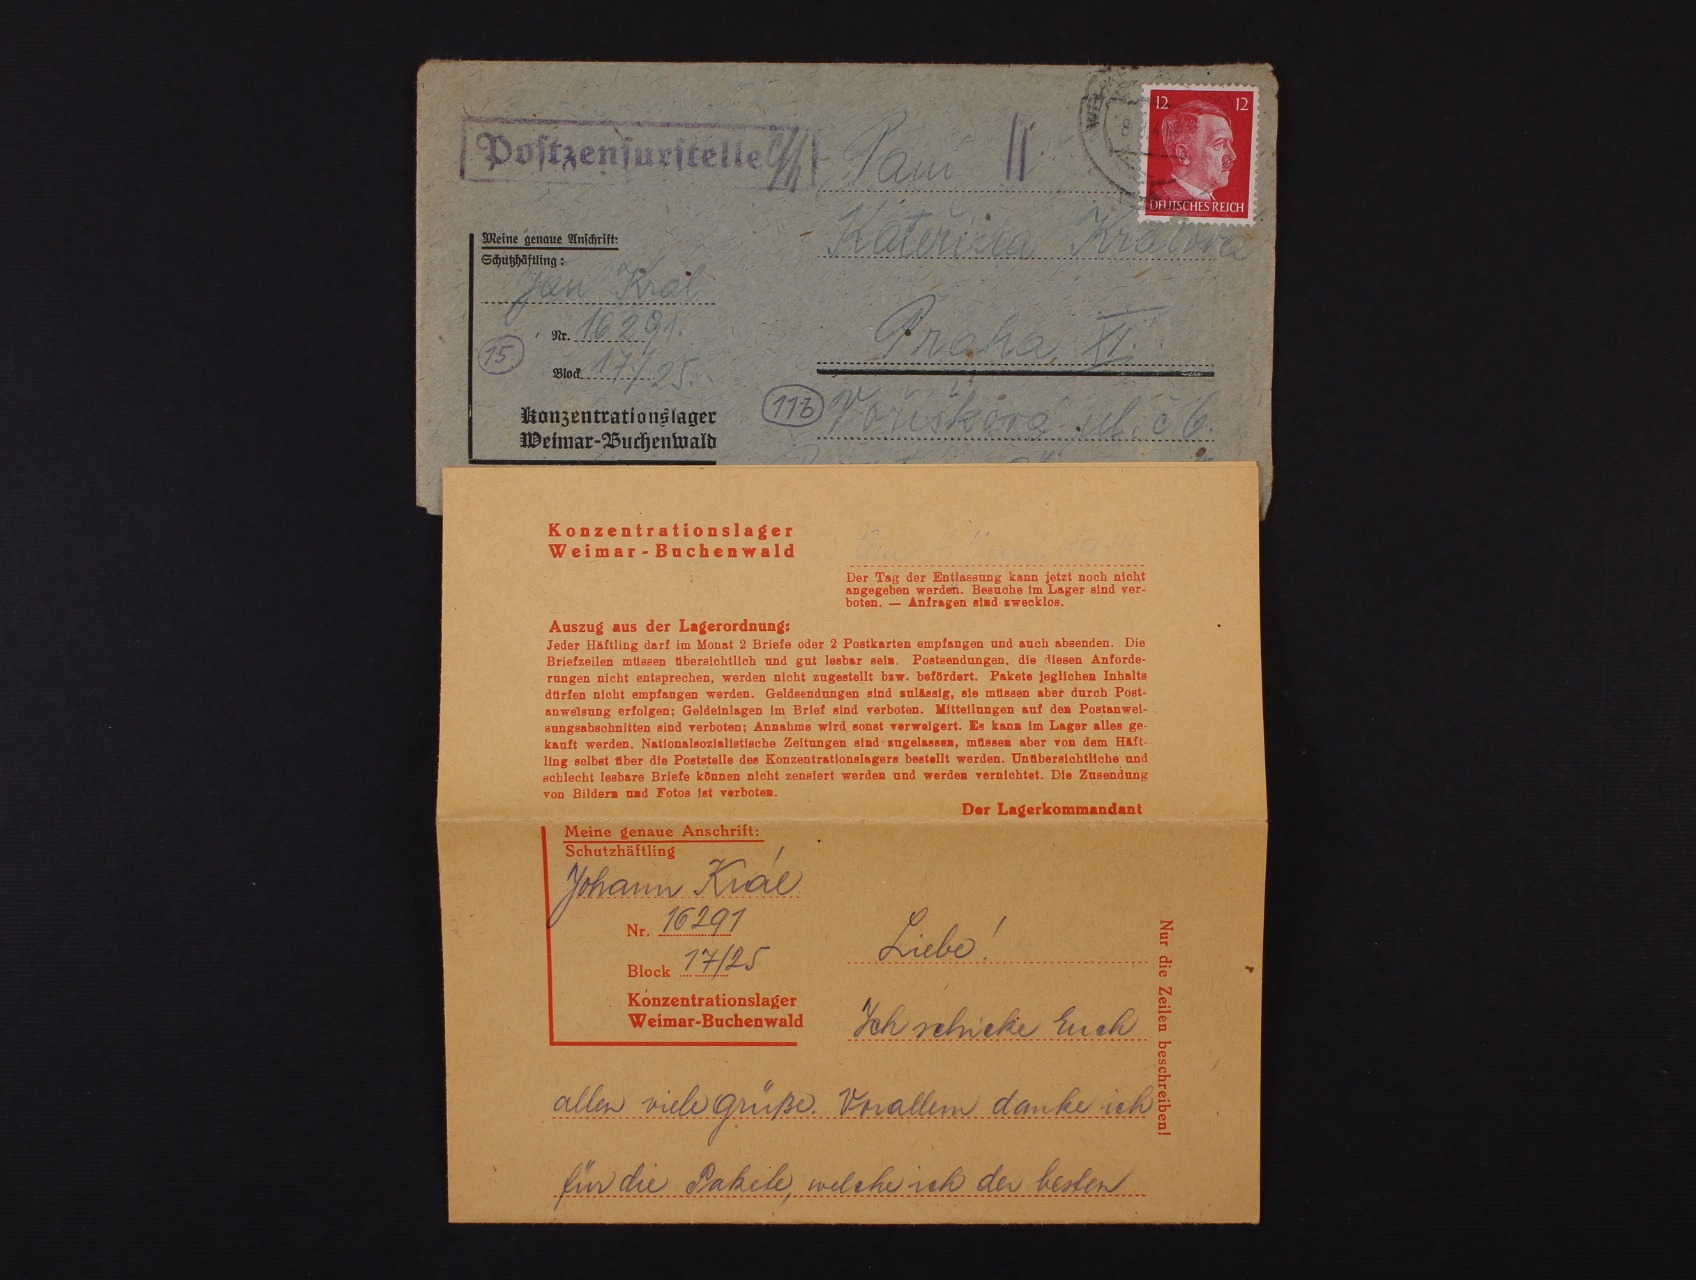 Postzensurstelle
12 12
DEUTSCHES REICH
Paní
Kateřina Králova
Praha XI.
Voříškova ul. č 6.
11b
Meine genaue Anschrift:
Schutzhäftling:
Jan Král
Nr. 16291.
15
Block 17/25.
Konzentrationslager
Weimar-Buchenwald
Konzentrationslager
Weimar-Buchenwald
Der Tag der Entlassung kann jetzt noch nicht
angegeben werden. Besuche im Lager sind ver-
boten. — Anfragen sind zwecklos.
Auszug aus der Lagerordnung:
Jeder Häftling darf im Monat 2 Briefe oder 2 Postkarten empfangen und auch absenden. Die
Briefzeilen müssen übersichtlich und gut lesbar sein. Postsendungen, die diesen Anforde-
rungen nicht entsprechen, werden nicht zugestellt bzw. befördert. Pakete jeglichen Inhalts
dürfen nicht empfangen werden. Geldsendungen sind zulässig, sie müssen aber durch Post-
anweisung erfolgen; Geldeinlagen im Brief sind verboten. Mitteilungen auf den Postanwei-
sungsabschnitten sind verboten; Annahme wird sonst verweigert. Es kann im Lager alles ge-
kauft werden. Nationalsozialistische Zeitungen sind zugelassen, müssen aber von dem Häft-
ling selbst über die Poststelle des Konzentrationslagers bestellt werden. Unübersichtliche und
schlecht lesbare Briefe können nicht zensiert werden und werden vernichtet. Die Zusendung
von Bildern und Fotos ist verboten.
Der Lagerkommandant
Meine genaue Anschrift:
Schutzhäftling
Johann Král
Nr. 16291
Block 17/25
Konzentrationslager
Weimar-Buchenwald
Nur die Zeilen beschreiben!
Liebe!
Ich schicke Euch
allen viele grüße. Vorallem danke ich
für die Pakete, welche ich den besten